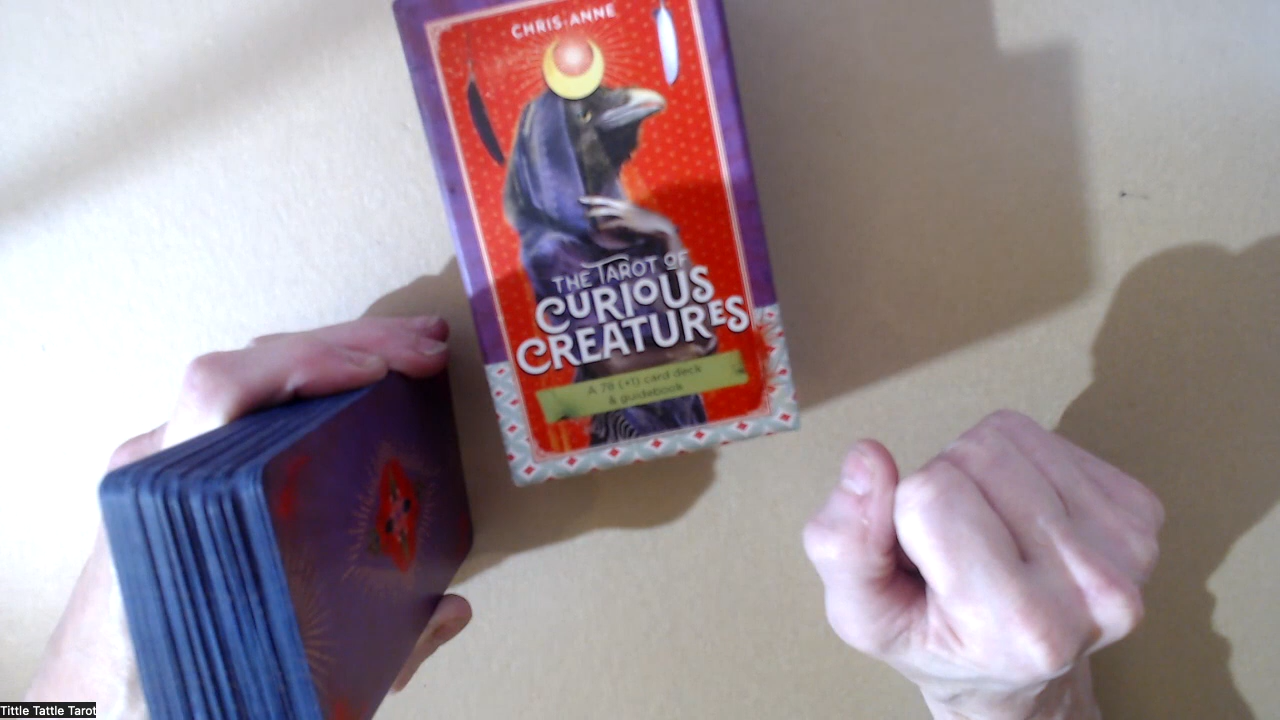 CHRIS-ANNE
THE TAROT OF
CURIOUS
CREATURES
A 78 (+1) card deck
& guidebook
Tittle Tattle Tarot